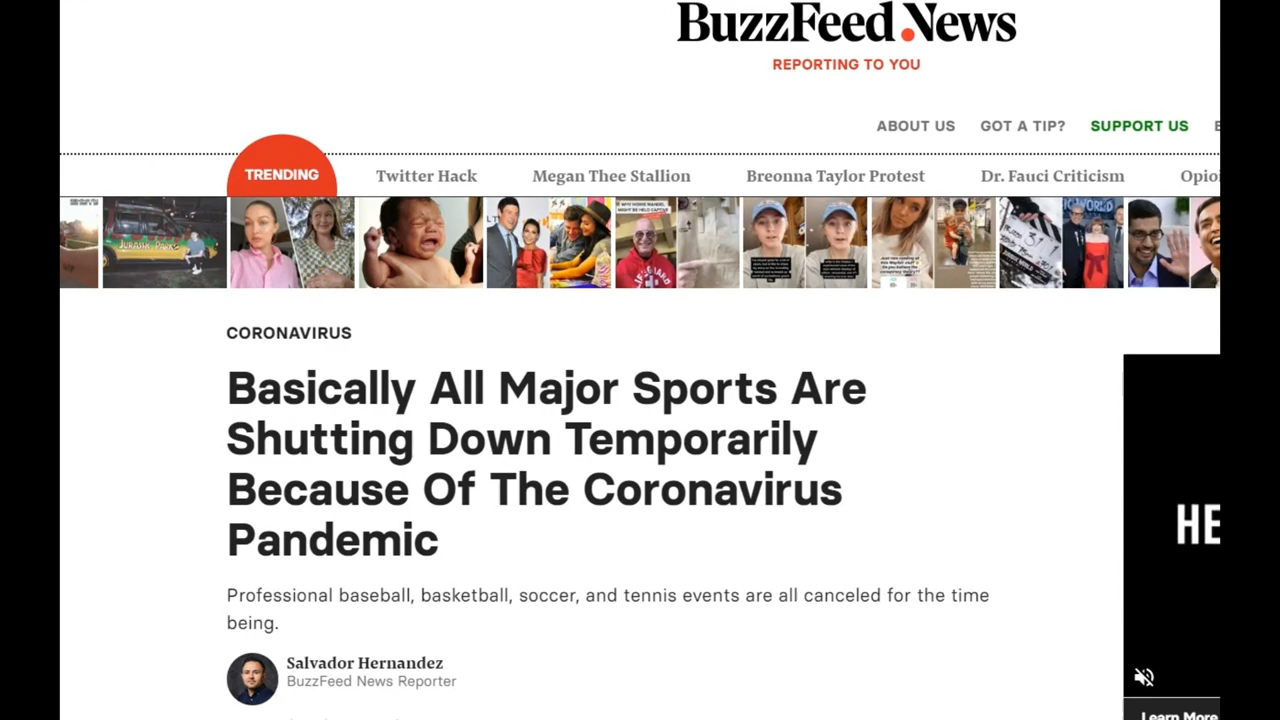 BuzzFeed News
REPORTING TO YOU
ABOUT US GOT A TIP? SUPPORT US
TRENDING Twitter Hack Megan Thee Stallion Breonna Taylor Protest Dr. Fauci Criticism
JURASSIC PARK
CORONAVIRUS
Basically All Major Sports Are
Shutting Down Temporarily
Because Of The Coronavirus
Pandemic
Professional baseball, basketball, soccer, and tennis events are all canceled for the time
being.
HE
Salvador Hernandez
BuzzFeed News Reporter
Learn More